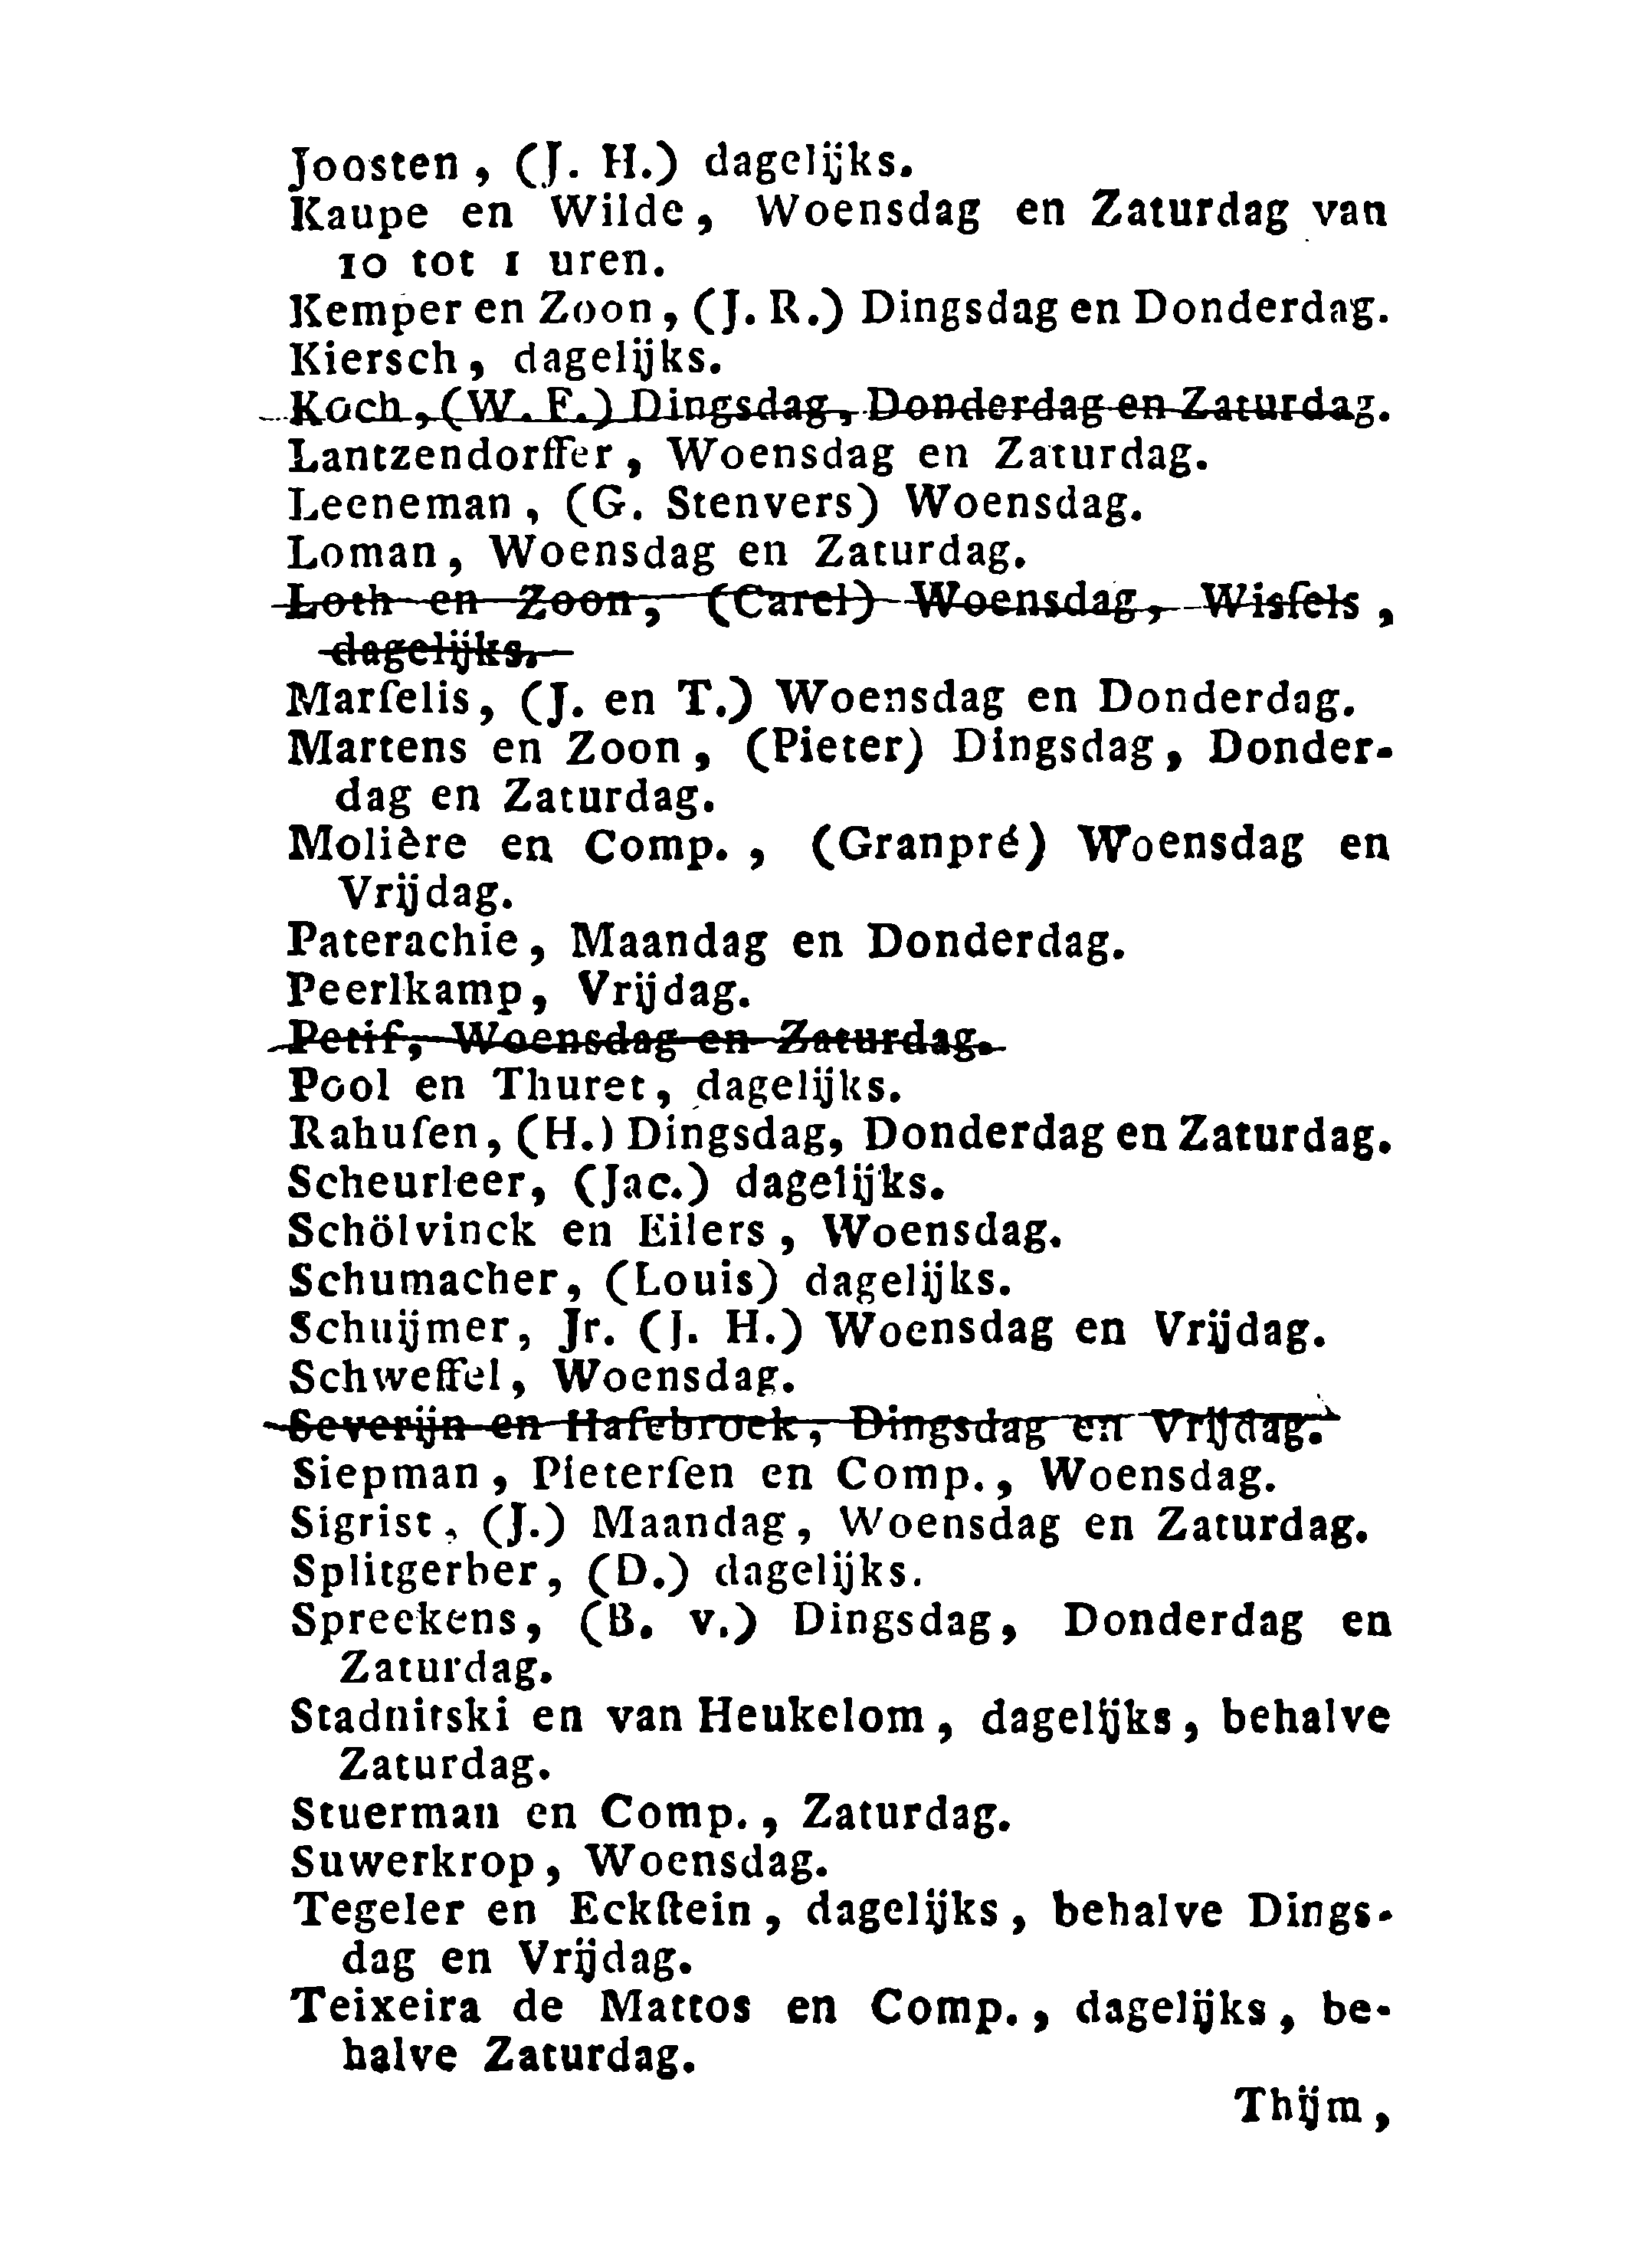 Joosten, (J. H.) dagelijks.
Kaupe en Wilde, Woensdag en Zaturdag van
10 tot 1 uren.
Kemper en Zoon, (J. R.) Dingsdag en Donderdag.
Kiersch, dagelijks.
Koch, (W. F.) Dingsdag, Donderdag en Zaturdag.
Lantzendorffer, Woensdag en Zaturdag.
Leeneman, (G. Stenvers) Woensdag.
Loman, Woensdag en Zaturdag.
Loth en Zoon, (Carel) Woensdag, Wisſels,
dagelijks.
Marſelis, (J. en T.) Woensdag en Donderdag.
Martens en Zoon, (Pieter) Dingsdag, Donder-
dag en Zaturdag.
Molière en Comp., (Granpré) Woensdag en
Vrijdag.
Paterachie, Maandag en Donderdag.
Peerlkamp, Vrijdag.
Petif, Woensdag en Zaturdag.
Pool en Thuret, dagelijks.
Rahuſen, (H.) Dingsdag, Donderdag en Zaturdag.
Scheurleer, (Jac.) dagelijks.
Schölvinck en Eilers, Woensdag.
Schumacher, (Louis) dagelijks.
Schuijmer, Jr. (J. H.) Woensdag en Vrijdag.
Schweffel, Woensdag.
Severijn en Haſebroek, Dingsdag en Vrijdag.
Siepman, Pieterſen en Comp., Woensdag.
Sigrist, (J.) Maandag, Woensdag en Zaturdag.
Splitgerber, (D.) dagelijks.
Spreekens, (B. v.) Dingsdag, Donderdag en
Zaturdag.
Stadnitski en van Heukelom, dagelijks, behalve
Zaturdag.
Stuerman en Comp., Zaturdag.
Suwerkrop, Woensdag.
Tegeler en Eckſtein, dagelijks, behalve Dings-
dag en Vrijdag.
Teixeira de Mattos en Comp., dagelijks, be-
halve Zaturdag.
Thijm,